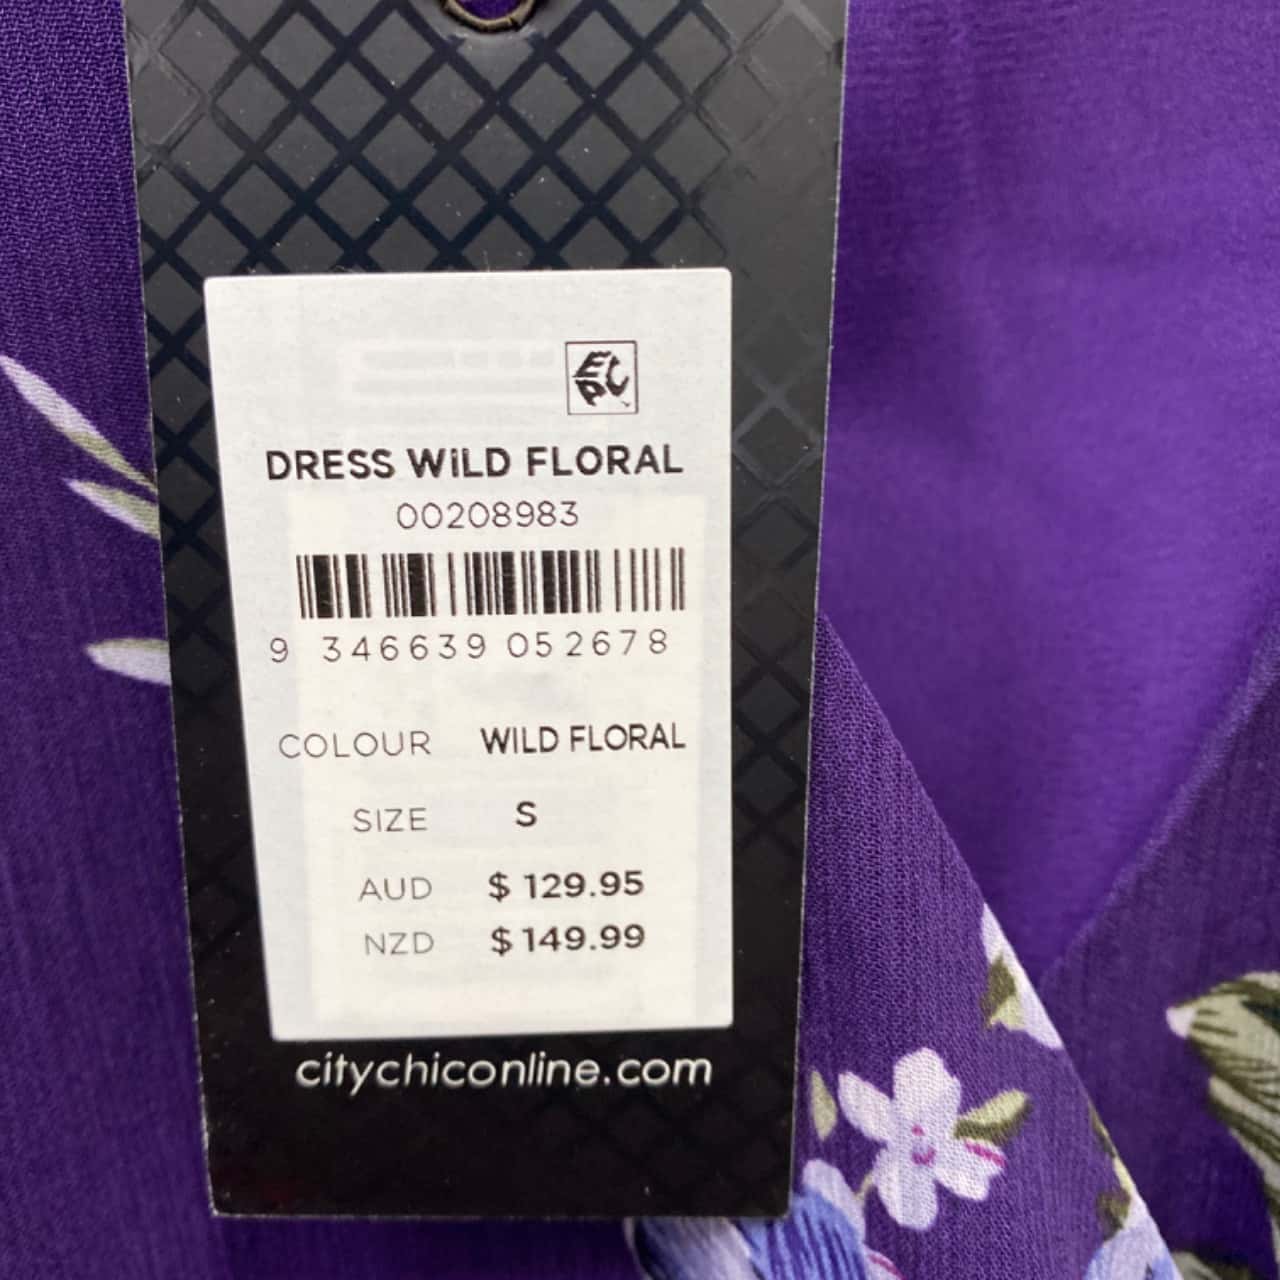 EPC
DRESS WiLD FLORAL
00208983
9 346639 052678
COLOUR WILD FLORAL
SIZE S
AUD $ 129.95
NZD $ 149.99
citychiconline.com